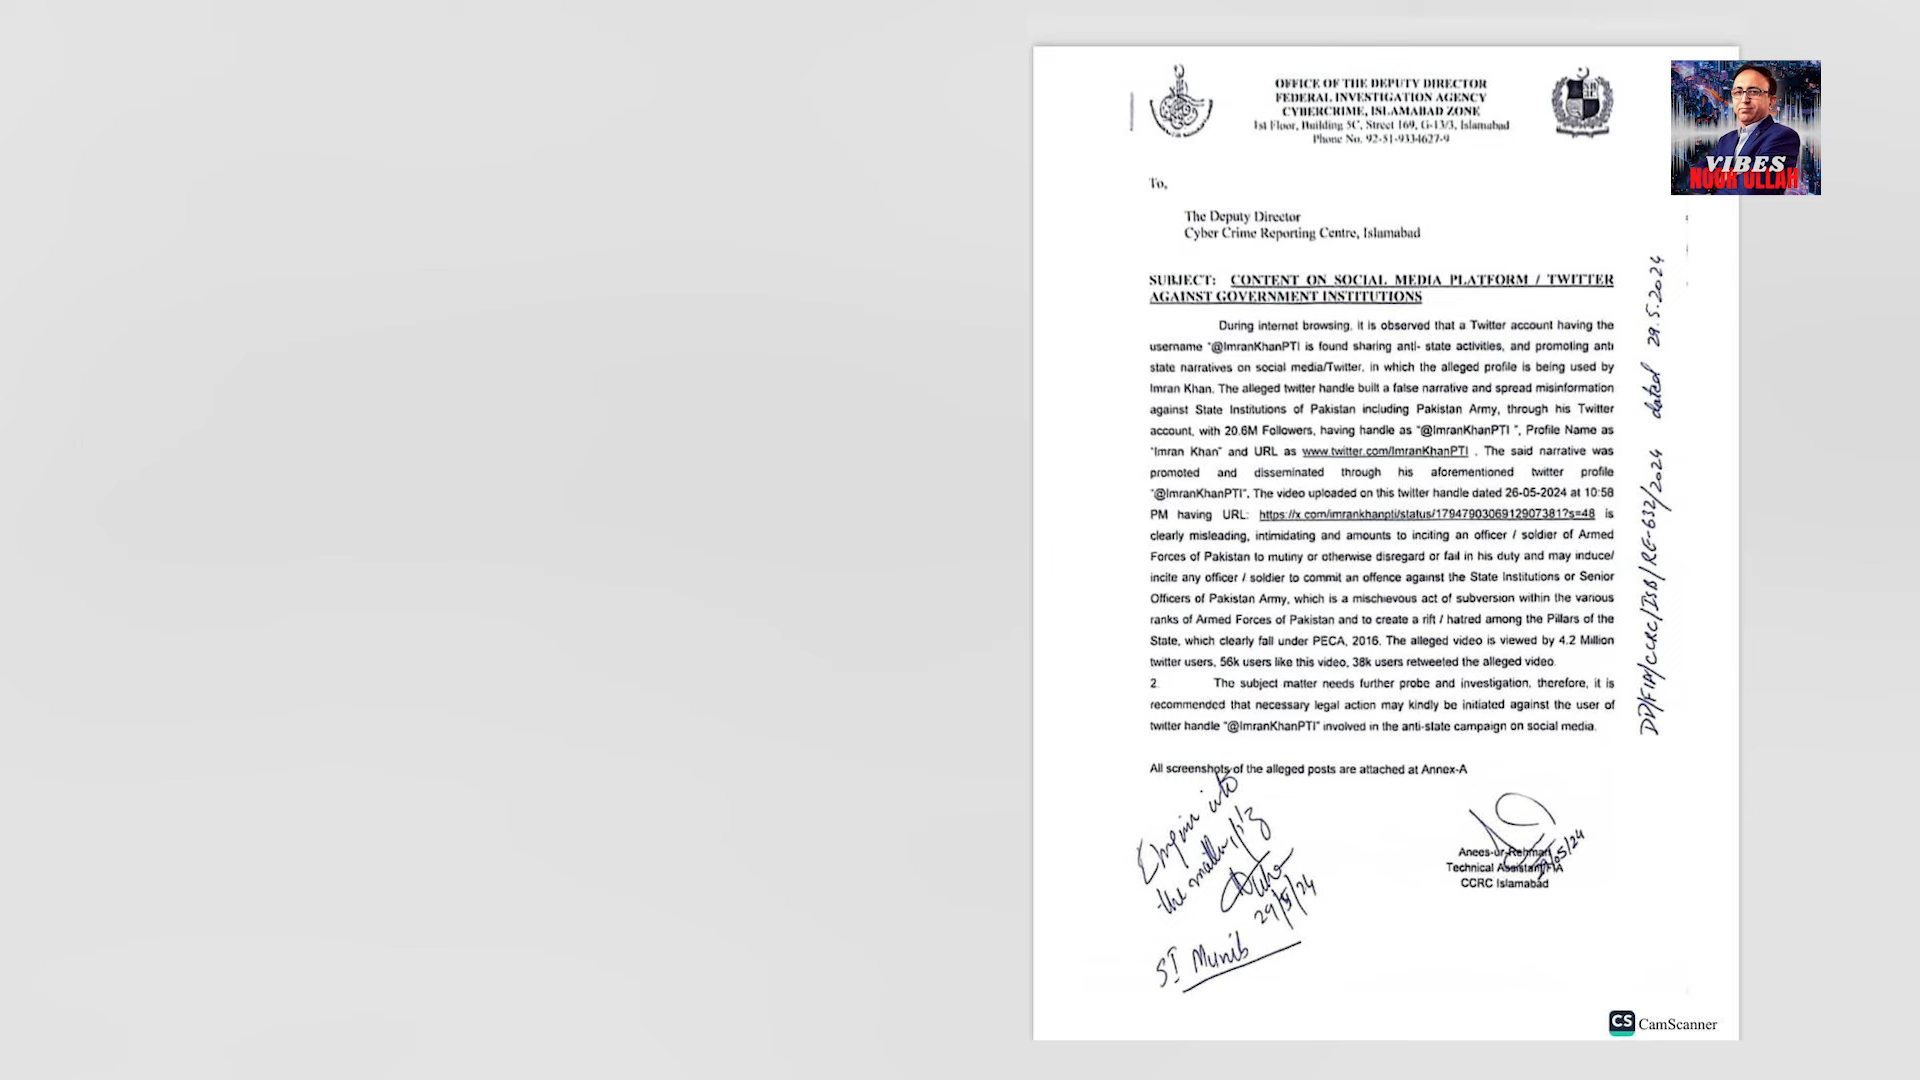 OFFICE OF THE DEPUTY DIRECTOR
FEDERAL INVESTIGATION AGENCY
CYBERCRIME, ISLAMABAD ZONE
1st Floor, Building 5C, Street 169, G-13/3, Islamabad
Phone No. 92-51-9334627-9
VIBES
NOOR ULLAH
To,
The Deputy Director
Cyber Crime Reporting Centre, Islamabad
SUBJECT: CONTENT ON SOCIAL MEDIA PLATFORM / TWITTER
AGAINST GOVERNMENT INSTITUTIONS
During internet browsing, it is observed that a Twitter account having the
username "@ImranKhanPTI is found sharing anti- state activities, and promoting anti
state narratives on social media/Twitter, in which the alleged profile is being used by
Imran Khan. The alleged twitter handle built a false narrative and spread misinformation
against State Institutions of Pakistan including Pakistan Army, through his Twitter
account, with 20.6M Followers, having handle as "@ImranKhanPTI ", Profile Name as
"Imran Khan" and URL as www.twitter.com/ImranKhanPTI . The said narrative was
promoted and disseminated through his aforementioned twitter profile
"@ImranKhanPTI". The video uploaded on this twitter handle dated 26-05-2024 at 10:58
PM having URL: https://x.com/imrankhanpti/status/1794790306912907381?s=48 is
clearly misleading, intimidating and amounts to inciting an officer / soldier of Armed
Forces of Pakistan to mutiny or otherwise disregard or fail in his duty and may induce/
incite any officer / soldier to commit an offence against the State Institutions or Senior
Officers of Pakistan Army, which is a mischievous act of subversion within the various
ranks of Armed Forces of Pakistan and to create a rift / hatred among the Pillars of the
State, which clearly fall under PECA, 2016. The alleged video is viewed by 4.2 Million
twitter users, 56k users like this video, 38k users retweeted the alleged video.
2. The subject matter needs further probe and investigation, therefore, it is
recommended that necessary legal action may kindly be initiated against the user of
twitter handle "@ImranKhanPTI" involved in the anti-state campaign on social media.
All screenshots of the alleged posts are attached at Annex-A
DD/FIA/CCRC/ISB/RE-632/2024 dated 29.5.2024
into
the matter
29/5/24
SI Munib
Anees-ur-Rehman
Technical Assistant/FIA
CCRC Islamabad
CS CamScanner